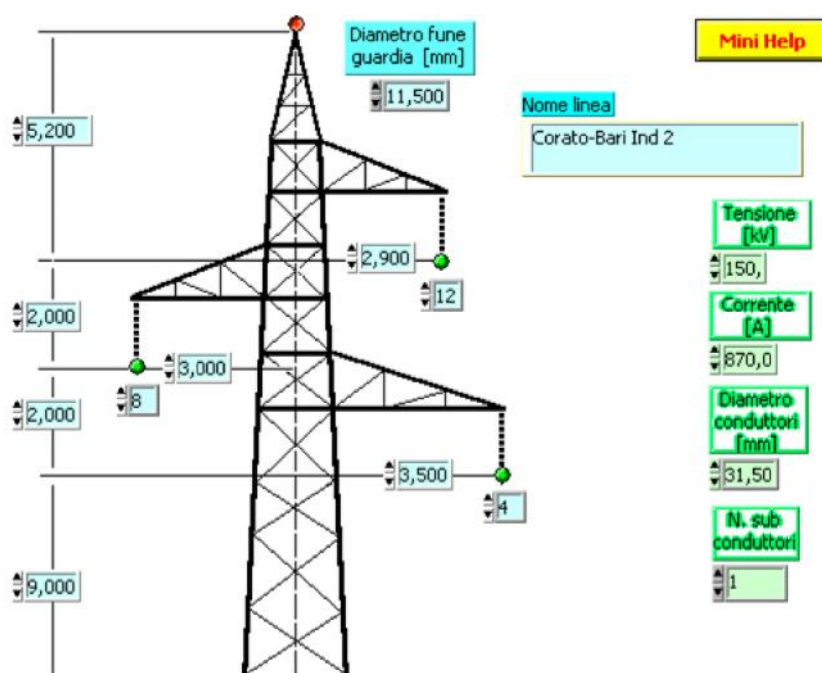 Diametro fune
guardia [mm]
11,500
Mini Help
5,200
Nome linea
Corato-Bari Ind 2
Tensione
[kV]
150,
2,900
12
2,000
Corrente
[A]
870,0
3,000
8
2,000
Diametro
conduttori
[mm]
31,50
3,500
4
N. sub
conduttori
1
9,000